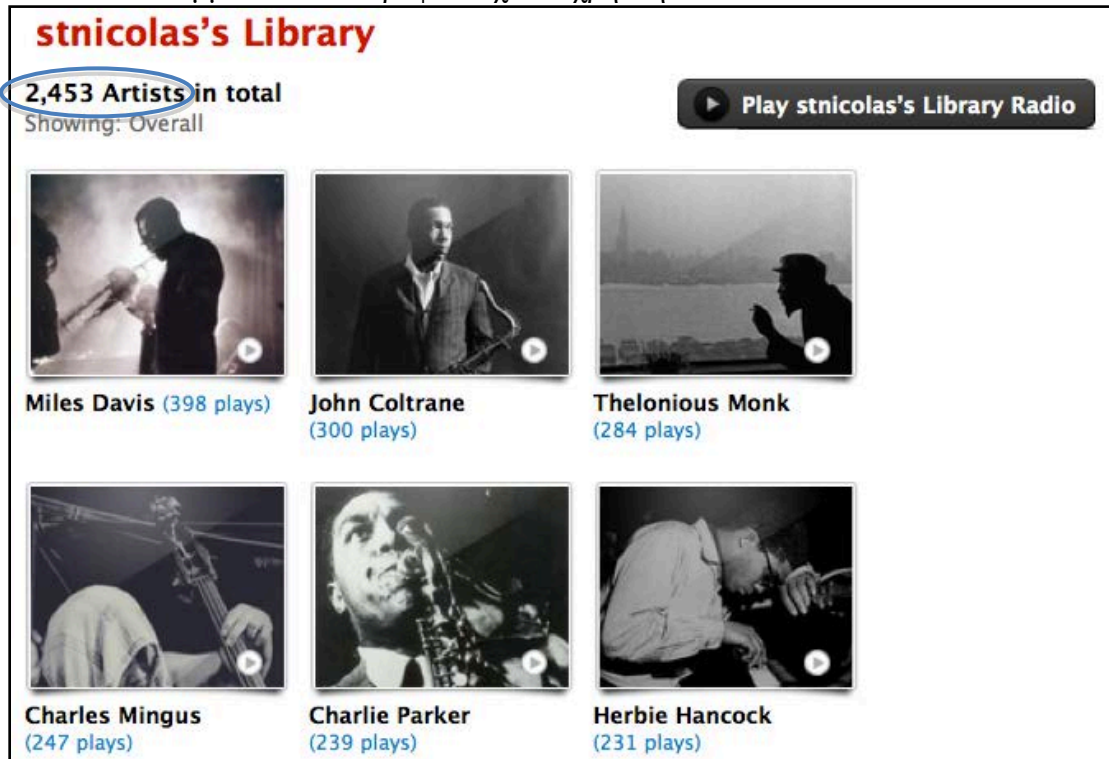 stnicolas's Library
2,453 Artists in total
Showing: Overall
Play stnicolas's Library Radio
Miles Davis (398 plays)
John Coltrane
(300 plays)
Thelonious Monk
(284 plays)
Charles Mingus
(247 plays)
Charlie Parker
(239 plays)
Herbie Hancock
(231 plays)